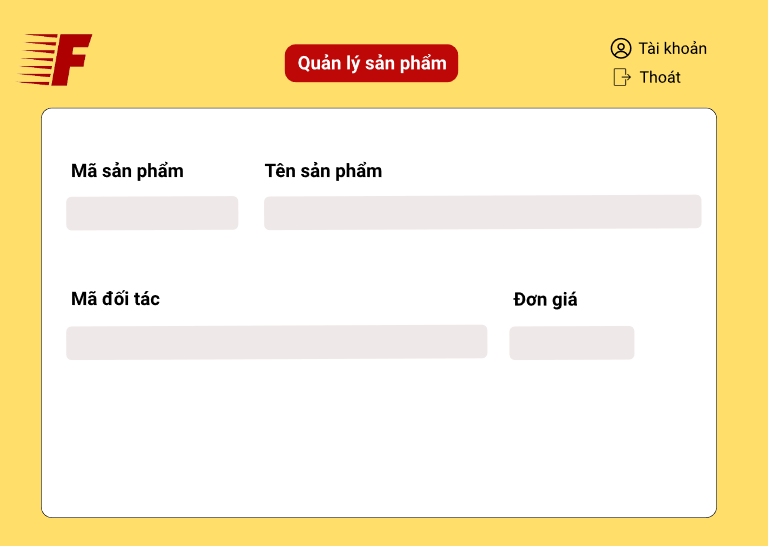 F
Quản lý sản phẩm
Tài khoản
Thoát
Mã sản phẩm
Tên sản phẩm
Mã đối tác
Đơn giá